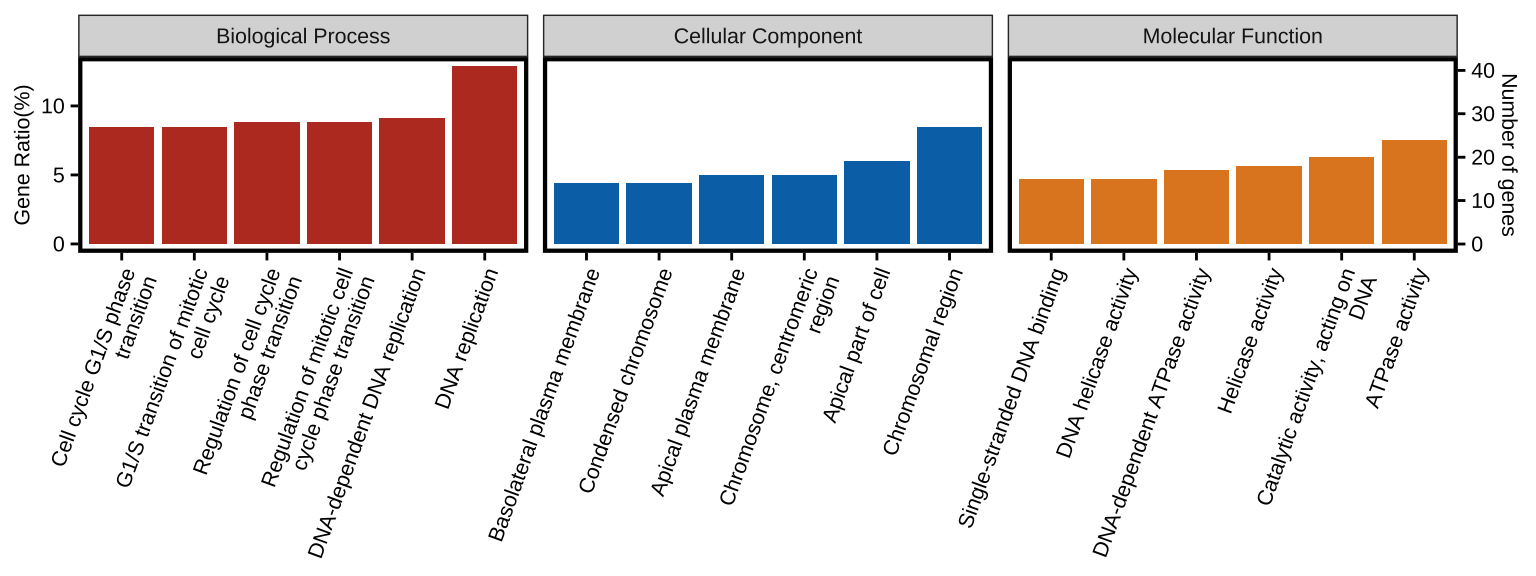 Biological Process
Cellular Component
Molecular Function
Gene Ratio(%)
10
5
0
40
30
20
10
0
Number of genes
Cell cycle G1/S phase
transition
G1/S transition of mitotic
cell cycle
Regulation of cell cycle
phase transition
Regulation of mitotic cell
cycle phase transition
DNA-dependent DNA replication
DNA replication
Basolateral plasma membrane
Condensed chromosome
Apical plasma membrane
Chromosome, centromeric
region
Apical part of cell
Chromosomal region
Single-stranded DNA binding
DNA helicase activity
DNA-dependent ATPase activity
Helicase activity
Catalytic activity, acting on
DNA
ATPase activity